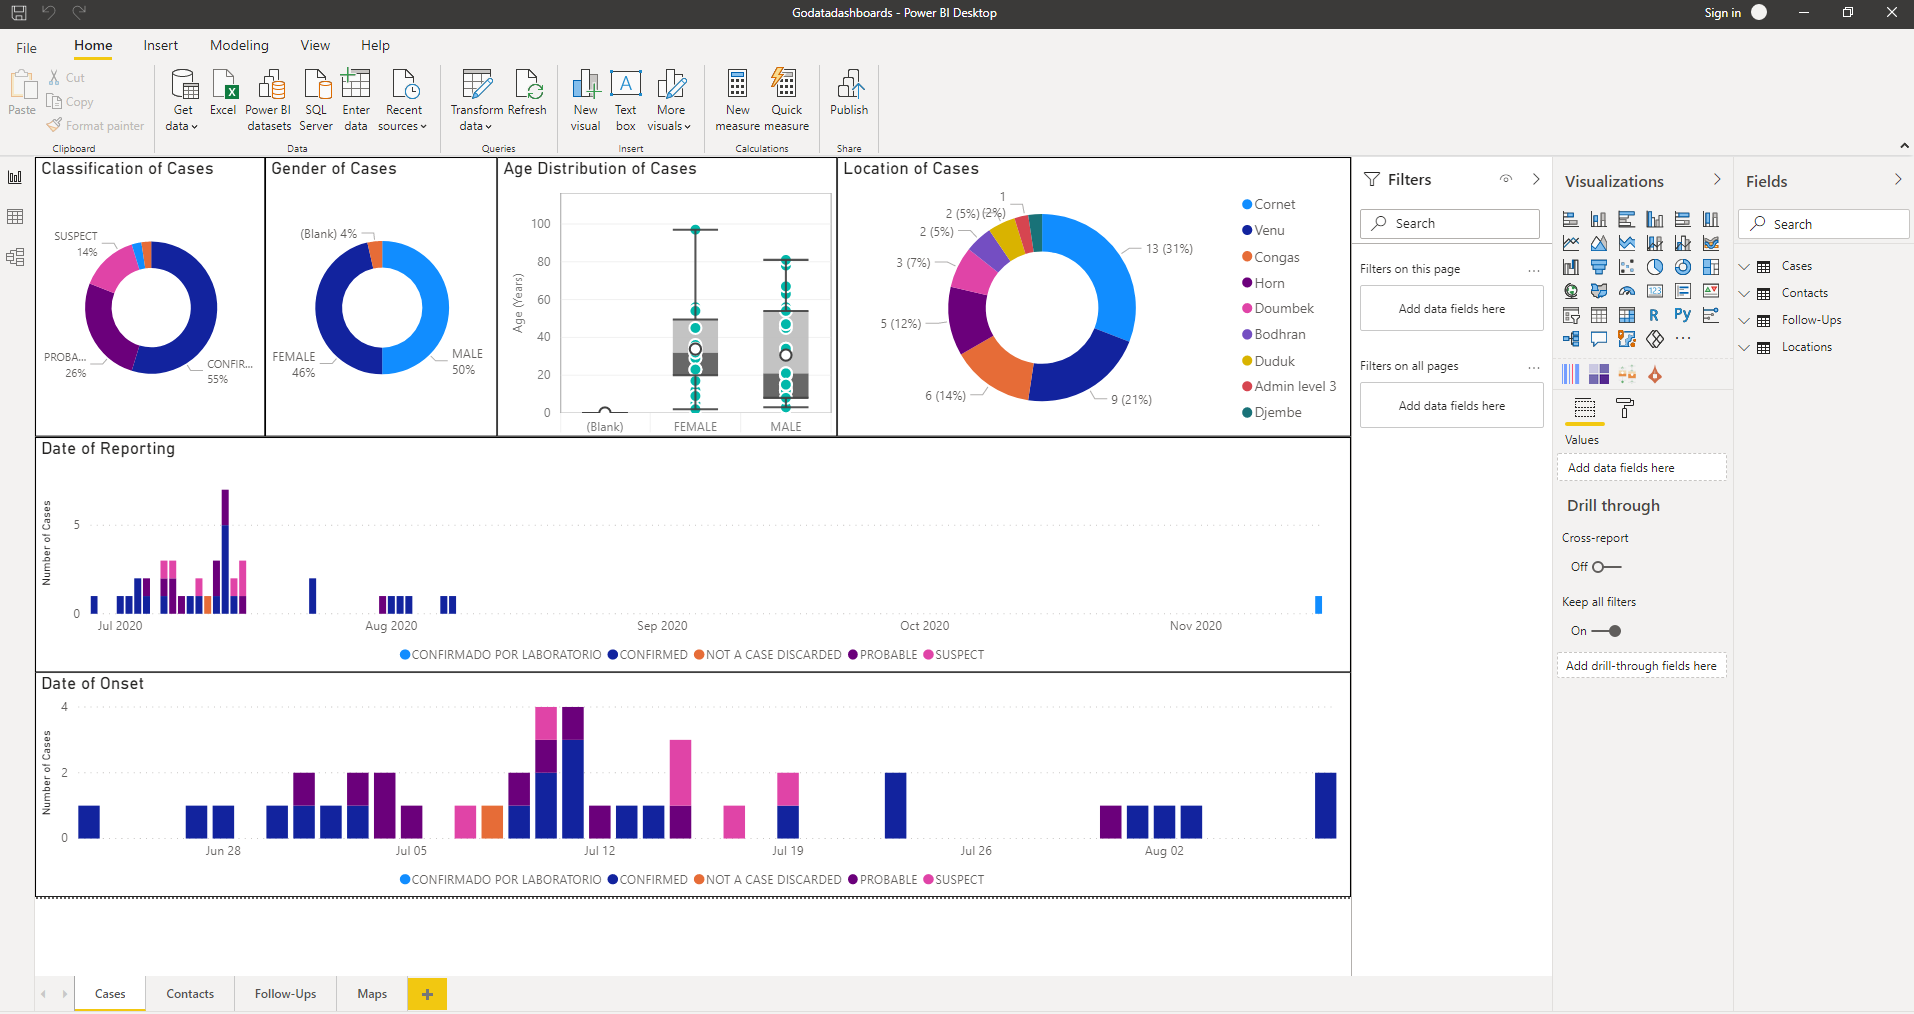 Godatadashboards - Power BI Desktop
Sign in
File
Home
Insert
Modeling
View
Help
Paste
Cut
Copy
Format painter
Clipboard
Get data
Excel
Power BI datasets
SQL Server
Enter data
Recent sources
Data
Transform data
Refresh
Queries
New visual
A
Text box
More visuals
Insert
New measure
Quick measure
Calculations
Publish
Share
Classification of Cases
SUSPECT
14%
PROBA...
26%
CONFIR...
55%
Gender of Cases
(Blank) 4%
FEMALE
46%
MALE
50%
Age Distribution of Cases
Age (Years)
100
80
60
40
20
0
(Blank)
FEMALE
MALE
Location of Cases
1
2 (5%)
(2%)
2 (5%)
3 (7%)
5 (12%)
6 (14%)
9 (21%)
13 (31%)
Cornet
Venu
Congas
Horn
Doumbek
Bodhran
Duduk
Admin level 3
Djembe
Date of Reporting
Number of Cases
5
0
Jul 2020
Aug 2020
Sep 2020
Oct 2020
Nov 2020
CONFIRMADO POR LABORATORIO
CONFIRMED
NOT A CASE DISCARDED
PROBABLE
SUSPECT
Date of Onset
Number of Cases
4
2
0
Jun 28
Jul 05
Jul 12
Jul 19
Jul 26
Aug 02
CONFIRMADO POR LABORATORIO
CONFIRMED
NOT A CASE DISCARDED
PROBABLE
SUSPECT
Cases
Contacts
Follow-Ups
Maps
+
Filters
Search
Filters on this page
...
Add data fields here
Filters on all pages
...
Add data fields here
Visualizations
123
R
Py
...
Values
Add data fields here
Drill through
Cross-report
Off
Keep all filters
On
Add drill-through fields here
Fields
Search
Cases
Contacts
Follow-Ups
Locations